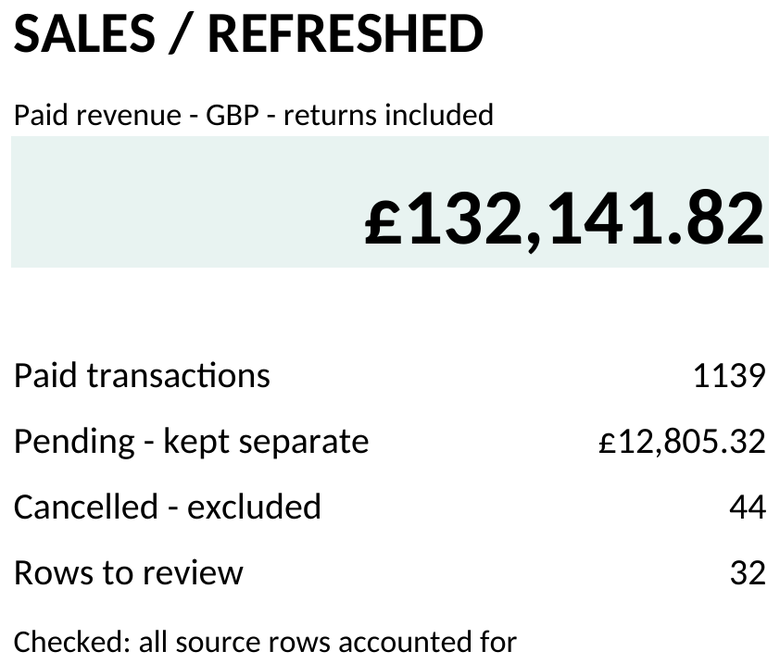 SALES / REFRESHED
Paid revenue - GBP - returns included
£132,141.82
Paid transactions 1139
Pending - kept separate £12,805.32
Cancelled - excluded 44
Rows to review 32
Checked: all source rows accounted for